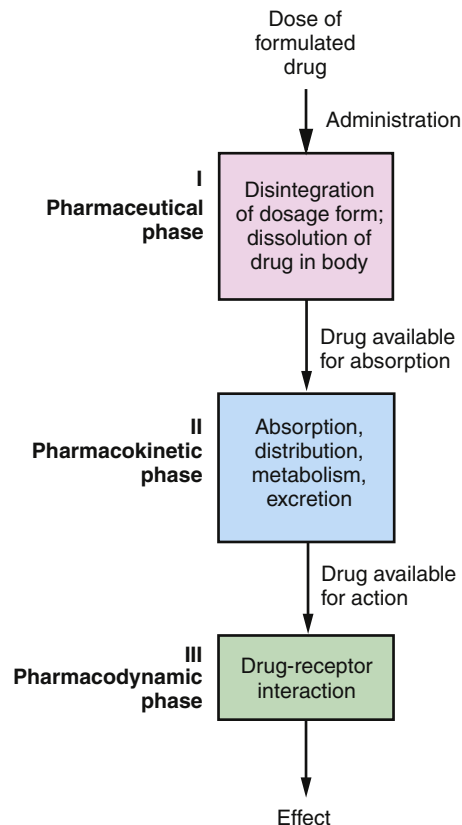 Dose of
formulated
drug
Administration
I
Pharmaceutical
phase
Disintegration
of dosage form;
dissolution of
drug in body
Drug available
for absorption
II
Pharmacokinetic
phase
Absorption,
distribution,
metabolism,
excretion
Drug available
for action
III
Pharmacodynamic
phase
Drug-receptor
interaction
Effect